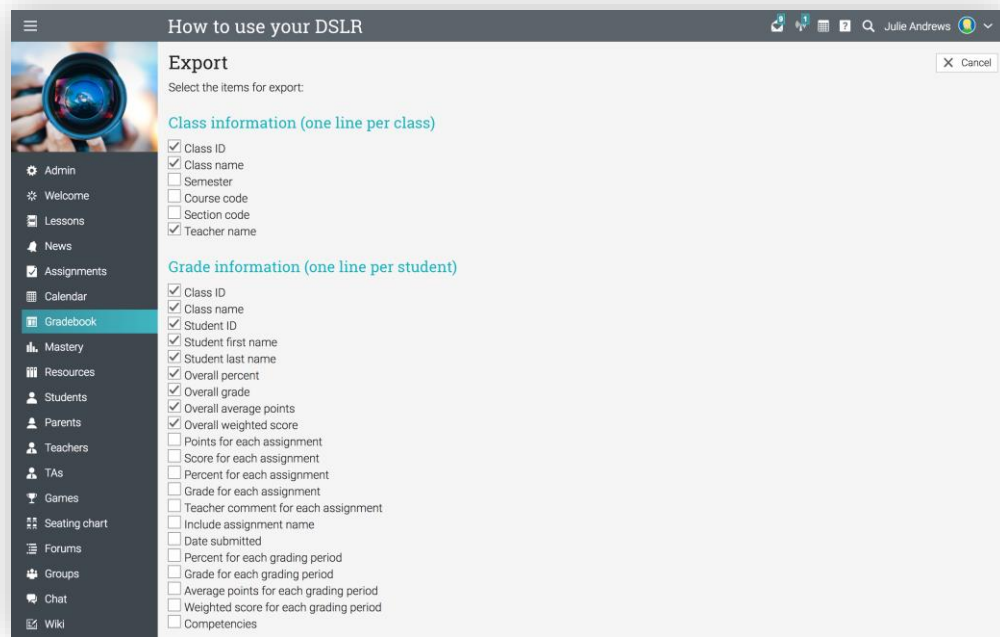 How to use your DSLR
0
1
?
Julie Andrews
Export
Cancel
Select the items for export:
Class information (one line per class)
Class ID
Class name
Semester
Course code
Section code
Teacher name
Grade information (one line per student)
Class ID
Class name
Student ID
Student first name
Student last name
Overall percent
Overall grade
Overall average points
Overall weighted score
Points for each assignment
Score for each assignment
Percent for each assignment
Grade for each assignment
Teacher comment for each assignment
Include assignment name
Date submitted
Percent for each grading period
Grade for each grading period
Average points for each grading period
Weighted score for each grading period
Competencies
Admin
Welcome
Lessons
News
Assignments
Calendar
Gradebook
Mastery
Resources
Students
Parents
Teachers
TAs
Games
Seating chart
Forums
Groups
Chat
Wiki